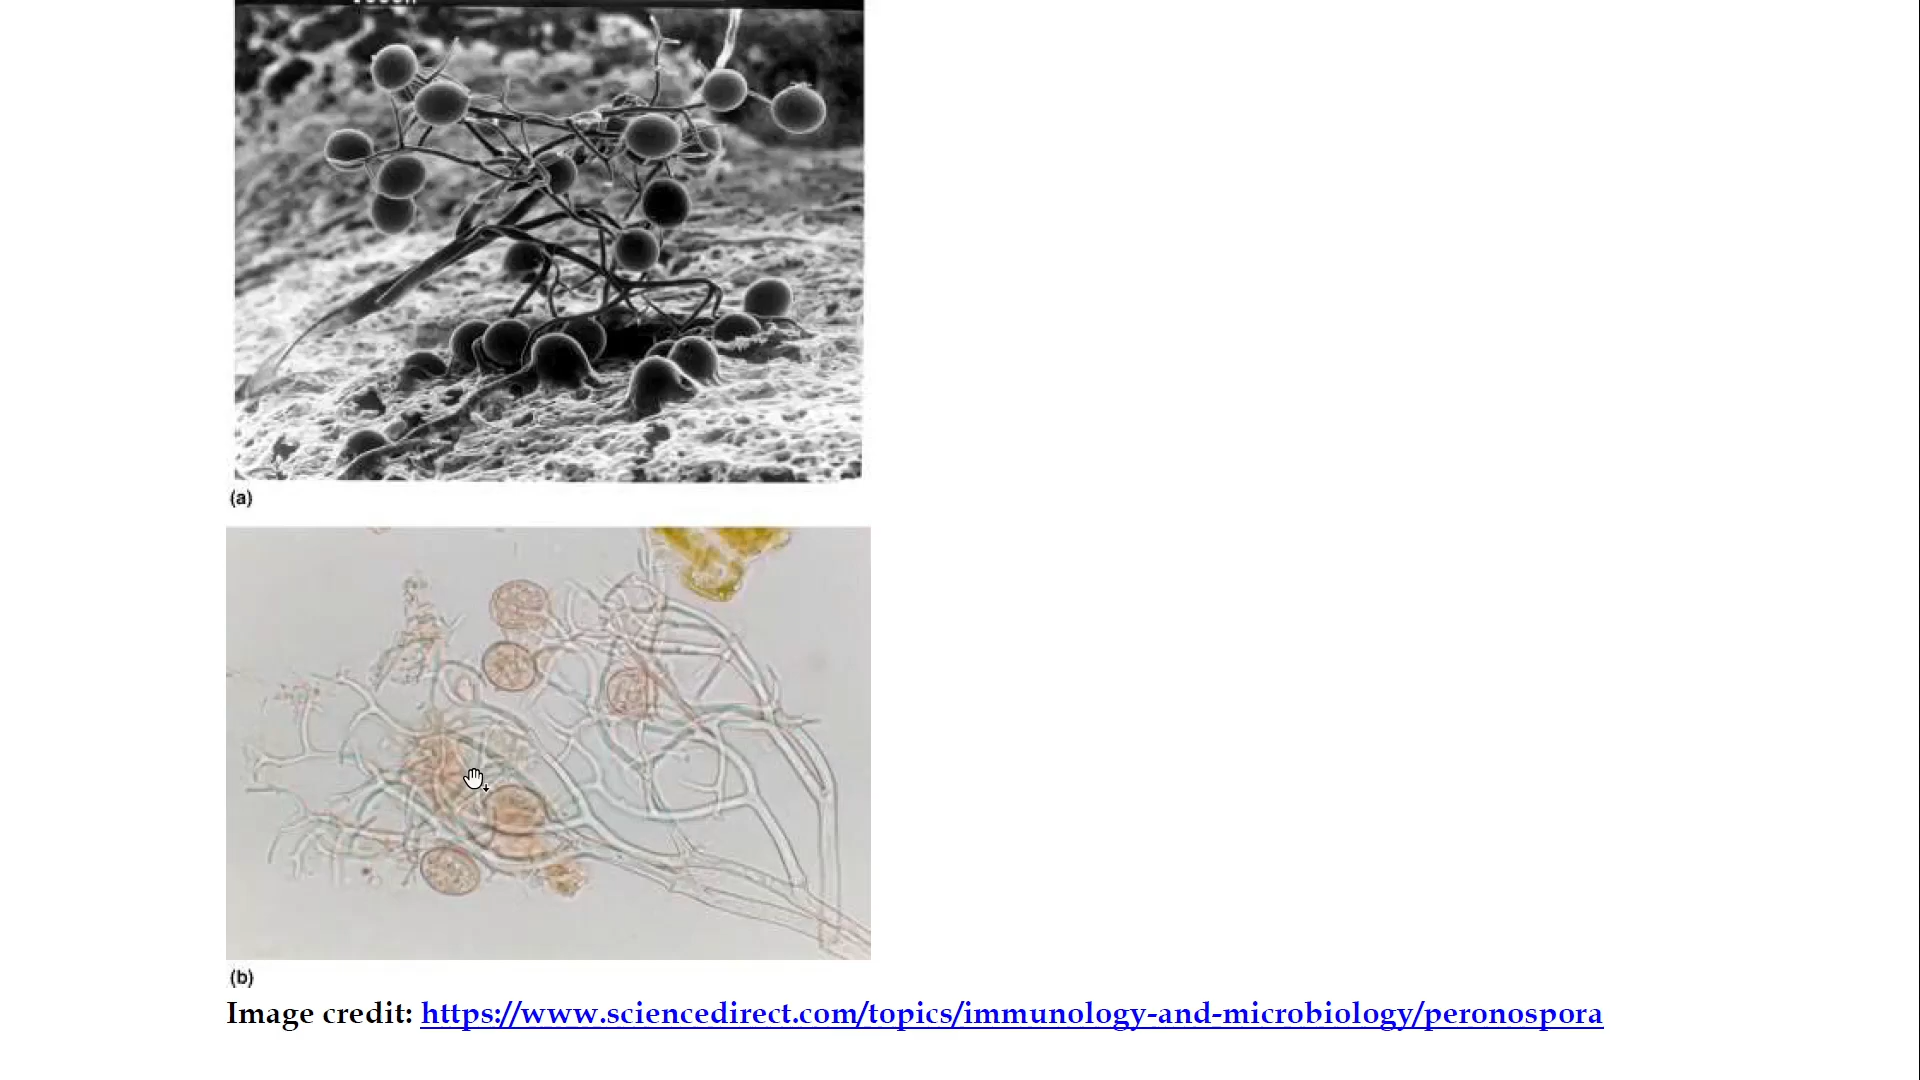 (a)
(b)
Image credit: https://www.sciencedirect.com/topics/immunology-and-microbiology/peronospora